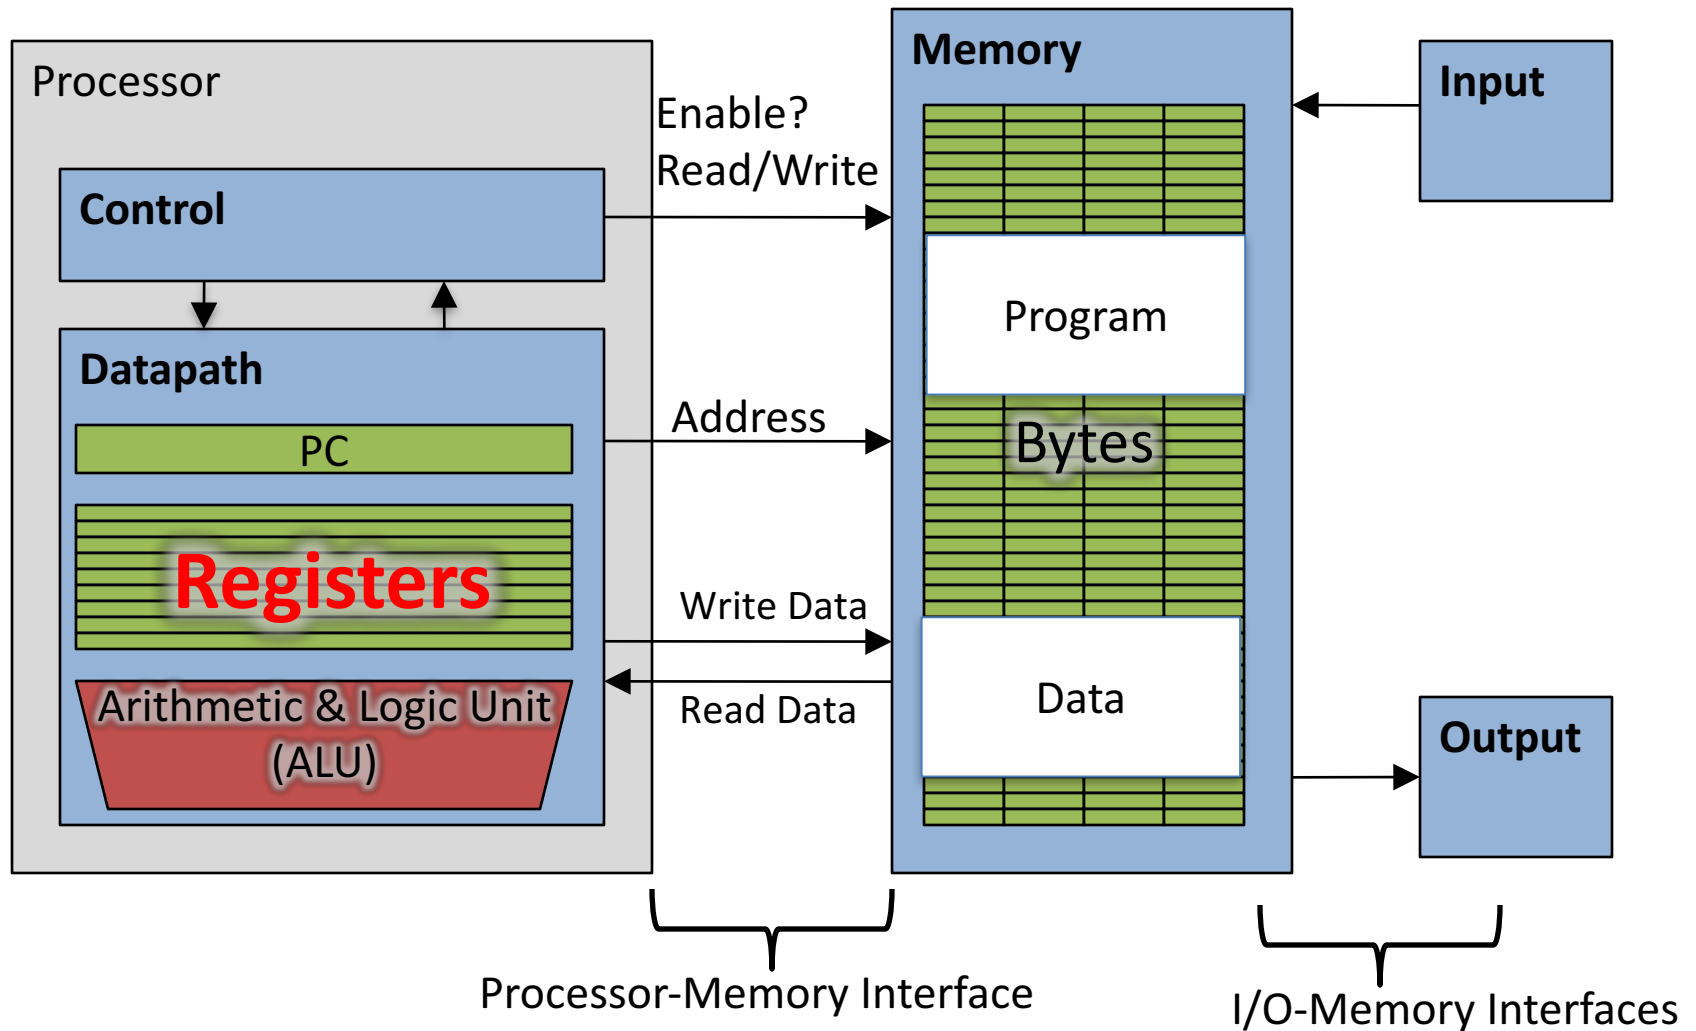 Processor
Control
Datapath
PC
Registers
Arithmetic & Logic Unit
(ALU)
Enable?
Read/Write
Address
Write Data
Read Data
Memory
Program
Bytes
Data
Input
Output
Processor-Memory Interface
I/O-Memory Interfaces